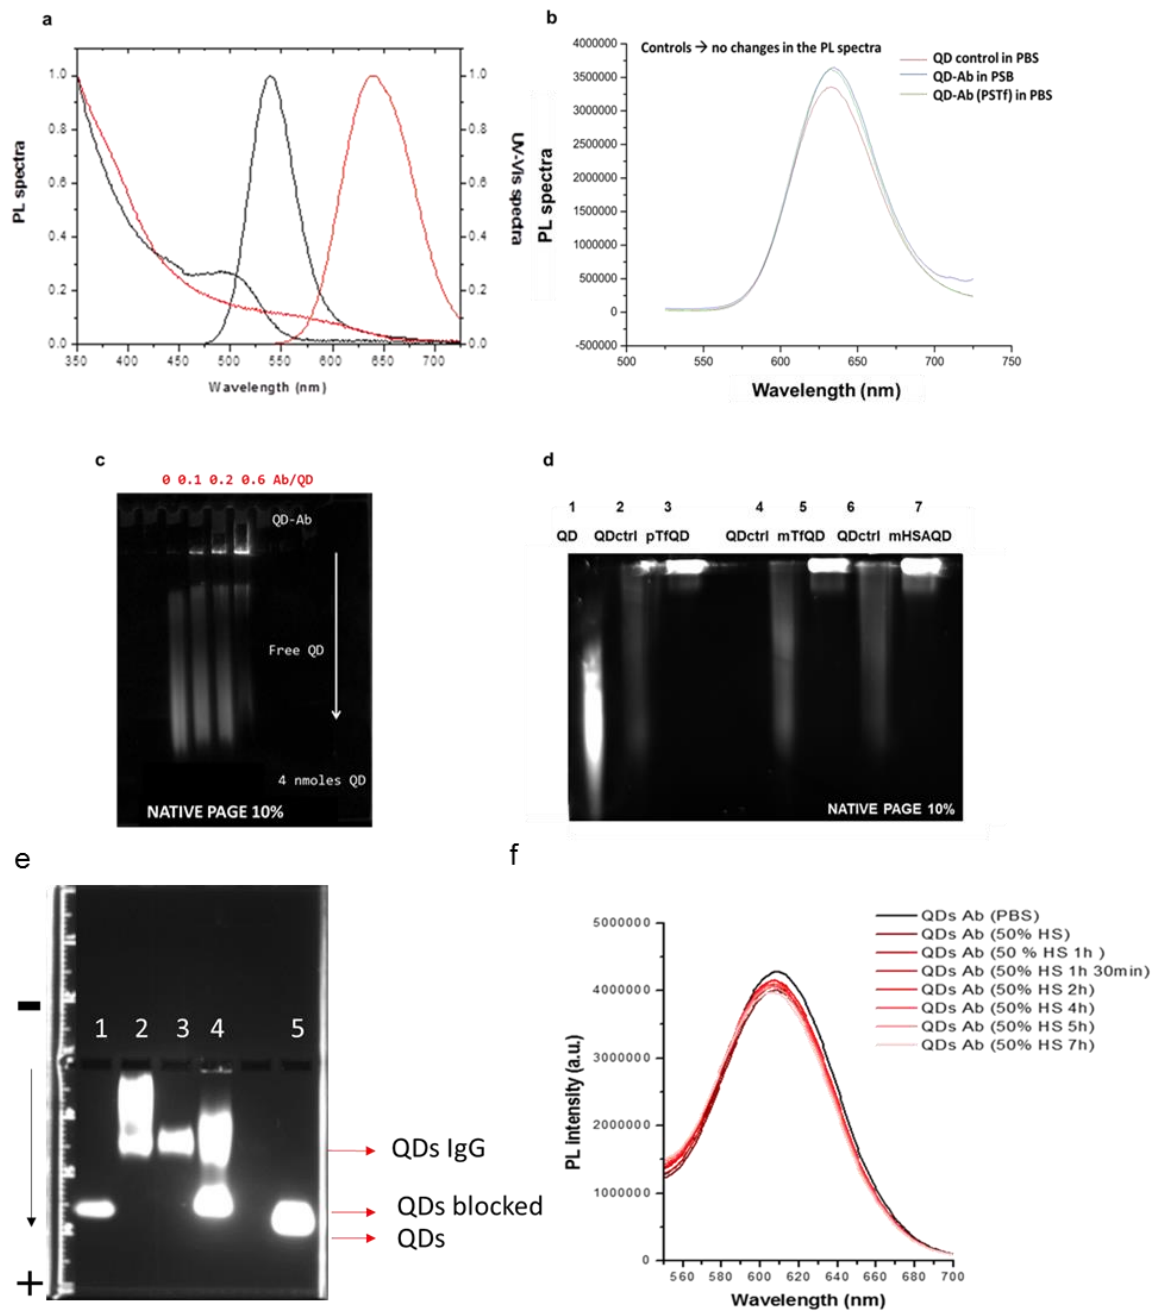 a
PL spectra
1.0
0.8
0.6
0.4
0.2
0.0
1.0
0.8
0.6
0.4
0.2
0.0
UV-Vis spectra
350 400 450 500 550 600 650 700
Wavelength (nm)
b
Controls → no changes in the PL spectra
QD control in PBS
QD-Ab in PSB
QD-Ab (PSTf) in PBS
PL spectra
4000000
3500000
3000000
2500000
2000000
1500000
1000000
500000
0
-500000
500 550 600 650 700 750
Wavelength (nm)
c
0 0.1 0.2 0.6 Ab/QD
QD-Ab
Free QD
4 nmoles QD
NATIVE PAGE 10%
d
1 2 3 4 5 6 7
QD QDctrl pTfQD QDctrl mTfQD QDctrl mHSAQD
NATIVE PAGE 10%
e
-
1 2 3 4 5
QDs IgG
QDs blocked
QDs
+
f
QDs Ab (PBS)
QDs Ab (50% HS)
QDs Ab (50 % HS 1h )
QDs Ab (50% HS 1h 30min)
QDs Ab (50% HS 2h)
QDs Ab (50% HS 4h)
QDs Ab (50% HS 5h)
QDs Ab (50% HS 7h)
PL intensity (a.u.)
5000000
4000000
3000000
2000000
1000000
0
560 580 600 620 640 660 680 700
Wavelength (nm)